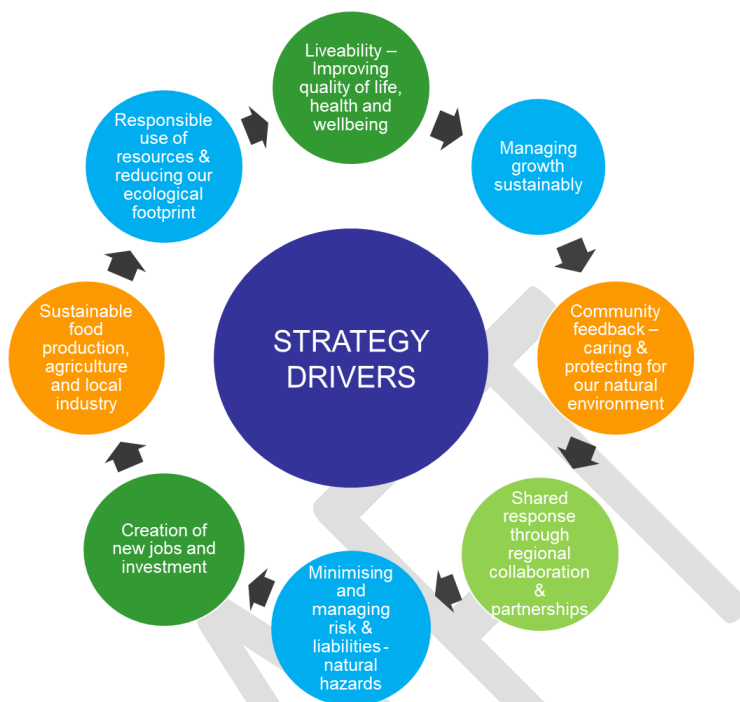 Liveability –
Improving
quality of life,
health and
wellbeing
Managing
growth
sustainably
Community
feedback –
caring &
protecting for
our natural
environment
Shared
response
through
regional
collaboration
&
partnerships
Minimising
and
managing
risk &
liabilities-
natural
hazards
Creation of
new jobs and
investment
Sustainable
food
production,
agriculture
and local
industry
Responsible
use of
resources &
reducing our
ecological
footprint
STRATEGY
DRIVERS